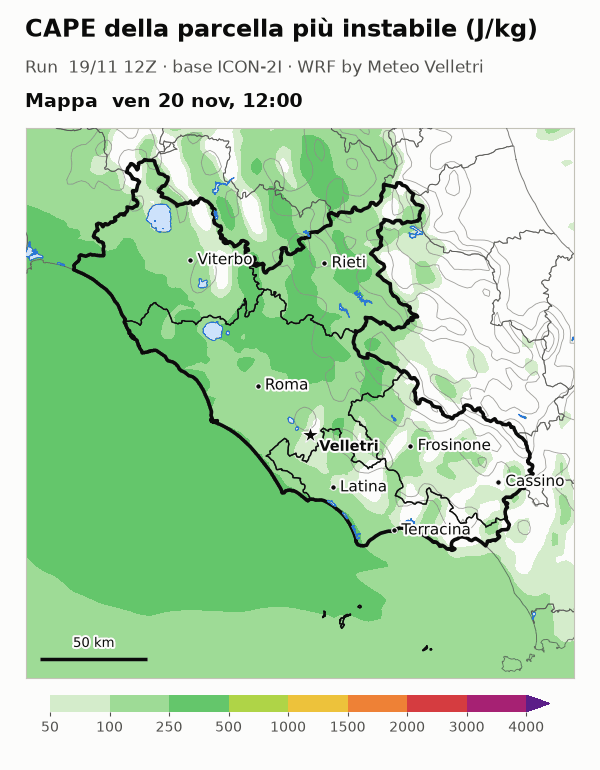 CAPE della parcella più instabile (J/kg)
Run  19/11 12Z · base ICON-2I · WRF by Meteo Velletri
Mappa  ven 20 nov, 12:00
Viterbo
Rieti
Roma
Velletri
Frosinone
Latina
Cassino
Terracina
50 km
50 100 250 500 1000 1500 2000 3000 4000